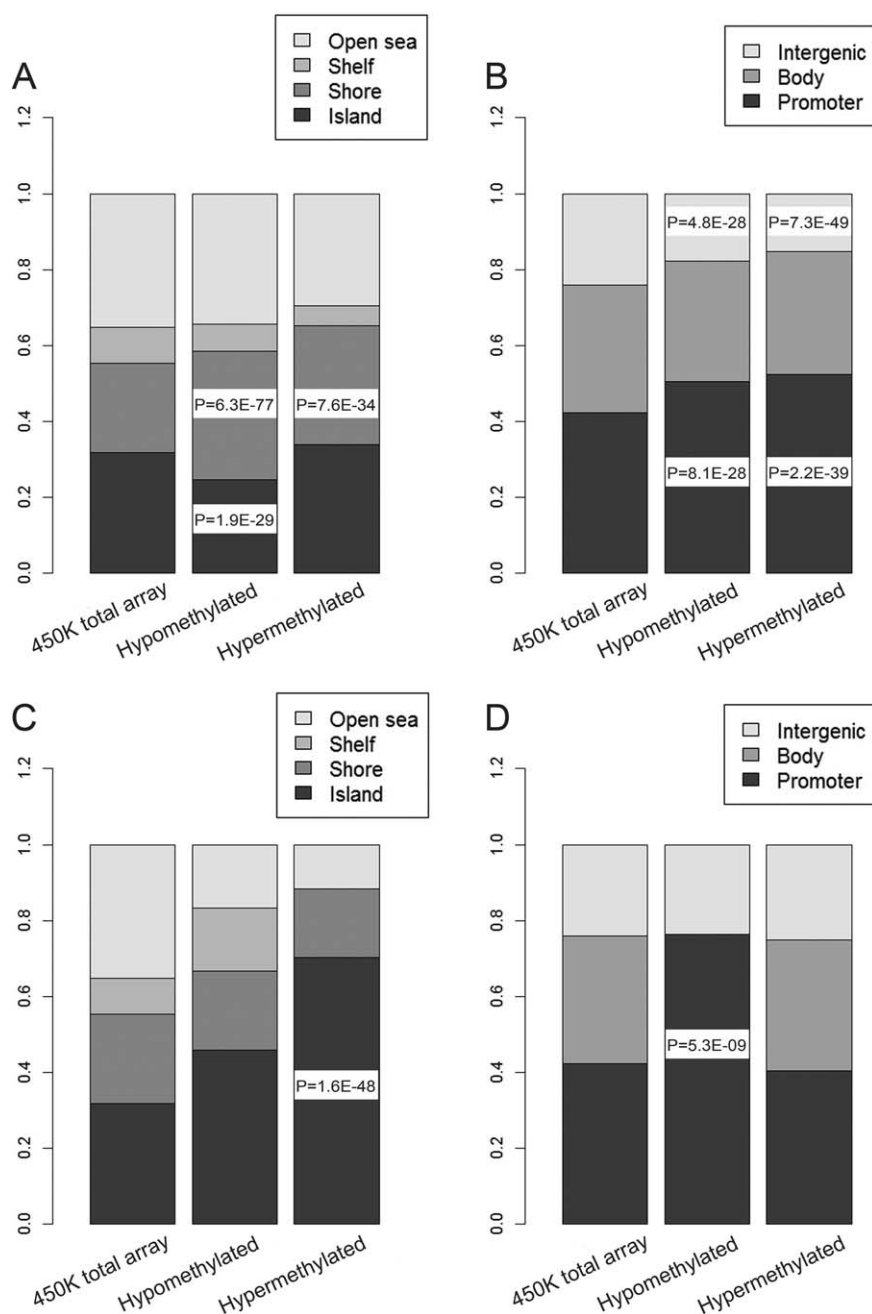 A
Open sea
Shelf
Shore
Island
1.2
1.0
0.8
0.6
0.4
0.2
0.0
P=6.3E-77
P=7.6E-34
P=1.9E-29
450K total array
Hypomethylated
Hypermethylated
B
Intergenic
Body
Promoter
1.2
1.0
0.8
0.6
0.4
0.2
0.0
P=4.8E-28
P=7.3E-49
P=8.1E-28
P=2.2E-39
450K total array
Hypomethylated
Hypermethylated
C
Open sea
Shelf
Shore
Island
1.2
1.0
0.8
0.6
0.4
0.2
0.0
P=1.6E-48
450K total array
Hypomethylated
Hypermethylated
D
Intergenic
Body
Promoter
1.2
1.0
0.8
0.6
0.4
0.2
0.0
P=5.3E-09
450K total array
Hypomethylated
Hypermethylated